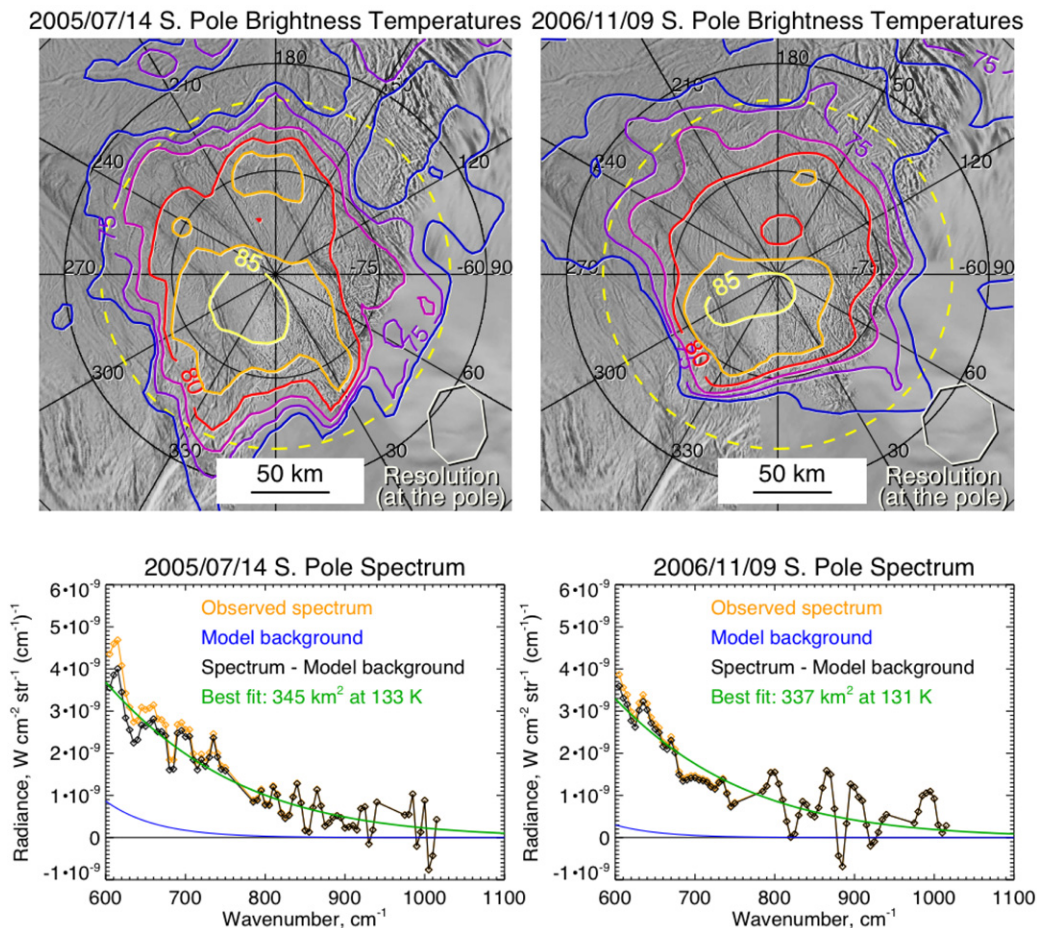 2005/07/14 S. Pole Brightness Temperatures
180
210
150
240
120
75
85
270
-75
-60
90
75
80
300
60
330
30
50 km
Resolution
(at the pole)
2006/11/09 S. Pole Brightness Temperatures
75
180
210
150
75
240
120
85
270
-75
-60
90
80
300
60
330
30
50 km
Resolution
(at the pole)
2005/07/14 S. Pole Spectrum
6•10⁻⁹
5•10⁻⁹
4•10⁻⁹
3•10⁻⁹
2•10⁻⁹
1•10⁻⁹
0
-1•10⁻⁹
Radiance, W cm⁻² str⁻¹ (cm⁻¹)⁻¹
Observed spectrum
Model background
Spectrum - Model background
Best fit: 345 km² at 133 K
600 700 800 900 1000 1100
Wavenumber, cm⁻¹
2006/11/09 S. Pole Spectrum
6•10⁻⁹
5•10⁻⁹
4•10⁻⁹
3•10⁻⁹
2•10⁻⁹
1•10⁻⁹
0
-1•10⁻⁹
Radiance, W cm⁻² str⁻¹ (cm⁻¹)⁻¹
Observed spectrum
Model background
Spectrum - Model background
Best fit: 337 km² at 131 K
600 700 800 900 1000 1100
Wavenumber, cm⁻¹